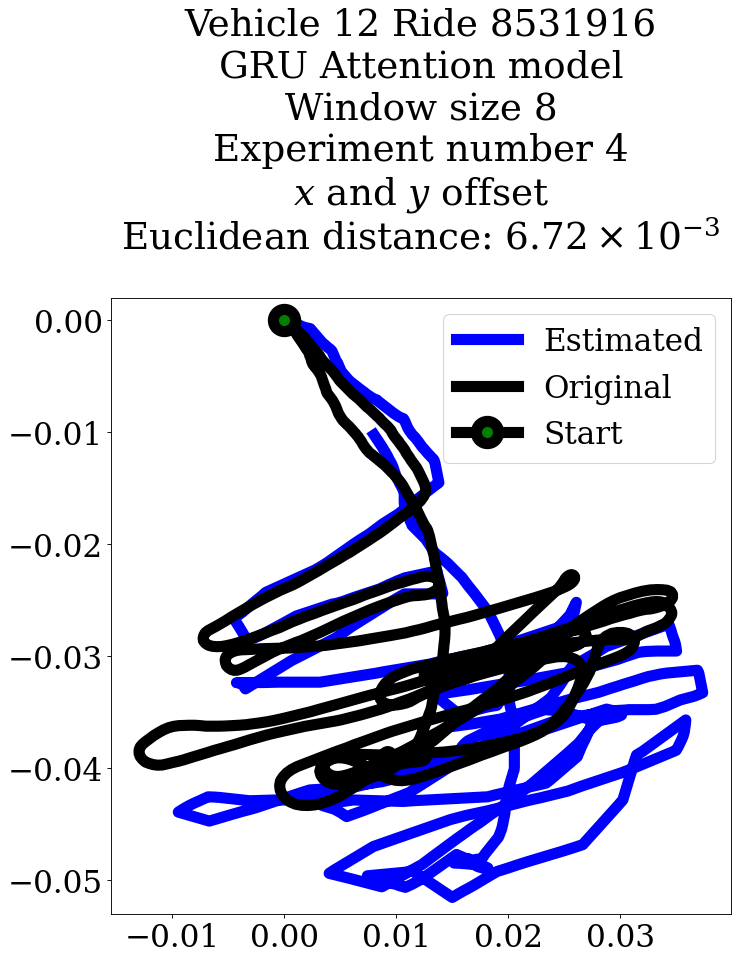 Vehicle 12 Ride 8531916
GRU Attention model
Window size 8
Experiment number 4
x and y offset
Euclidean distance: 6.72 × 10⁻³
Estimated
Original
Start
0.00
−0.01
−0.02
−0.03
−0.04
−0.05
−0.01 0.00 0.01 0.02 0.03